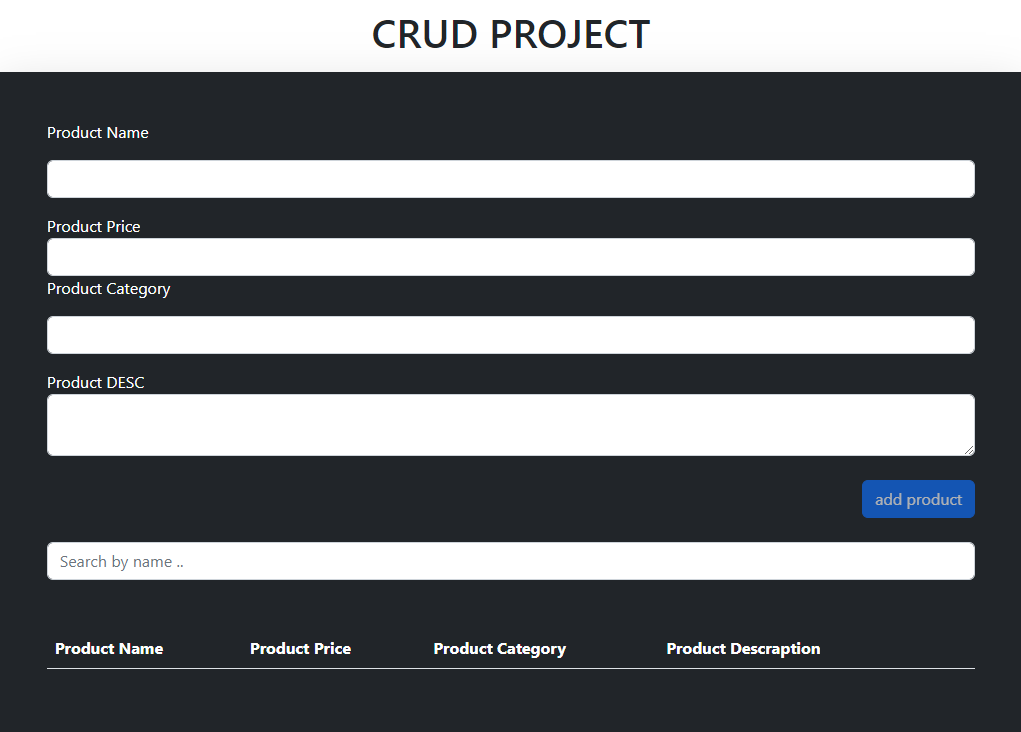 CRUD PROJECT
Product Name
Product Price
Product Category
Product DESC
add product
Search by name ..
Product Name Product Price Product Category Product Descraption